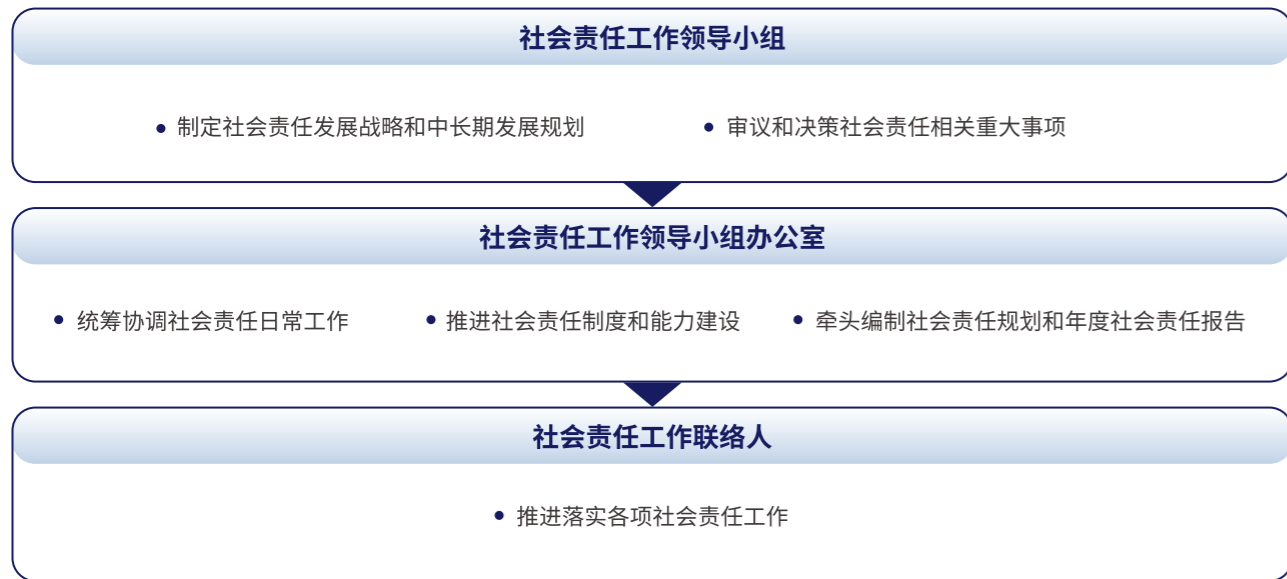 社会责任工作领导小组
● 制定社会责任发展战略和中长期发展规划 ● 审议和决策社会责任相关重大事项
社会责任工作领导小组办公室
● 统筹协调社会责任日常工作 ● 推进社会责任制度和能力建设 ● 牵头编制社会责任规划和年度社会责任报告
社会责任工作联络人
● 推进落实各项社会责任工作